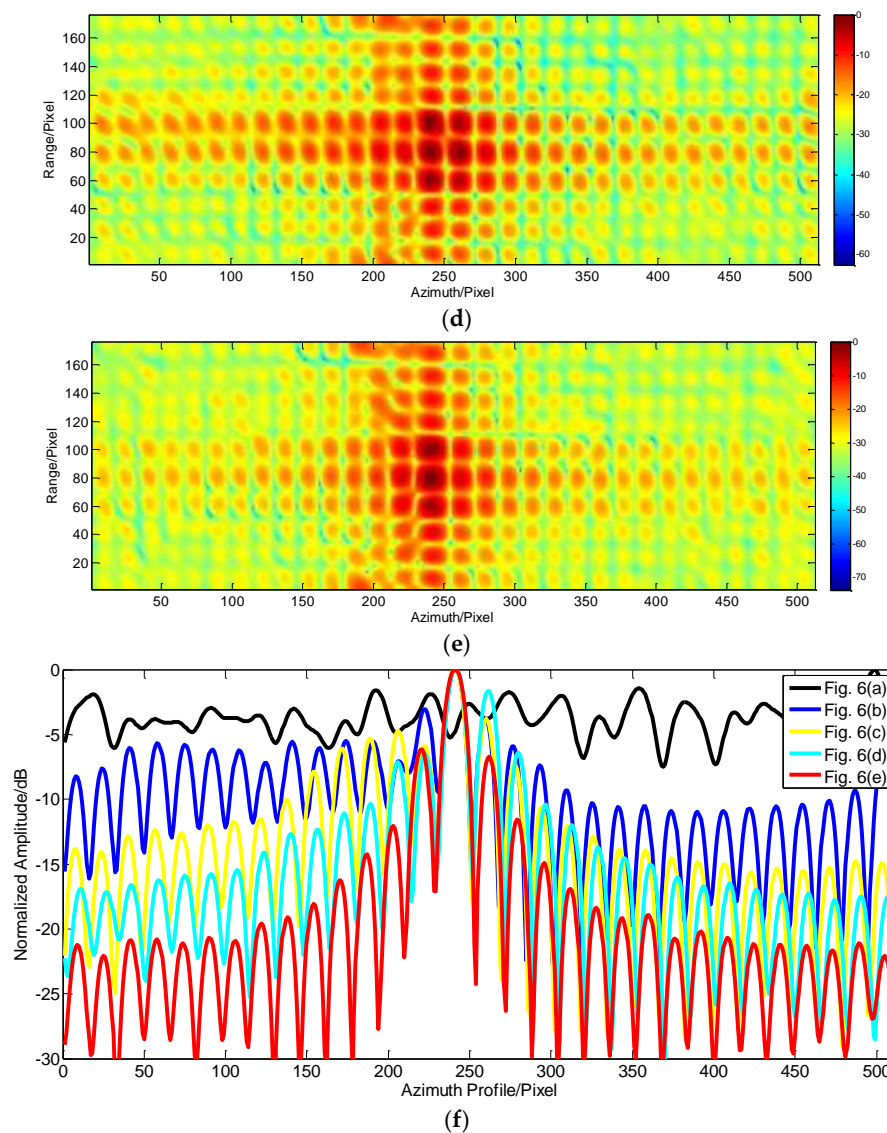 160
140
120
100
80
60
40
20
Range/Pixel
50 100 150 200 250 300 350 400 450 500
Azimuth/Pixel
0
-10
-20
-30
-40
-50
-60
(d)
160
140
120
100
80
60
40
20
Range/Pixel
50 100 150 200 250 300 350 400 450 500
Azimuth/Pixel
0
-10
-20
-30
-40
-50
-60
-70
(e)
0
-5
-10
-15
-20
-25
-30
Normalized Amplitude/dB
Fig. 6(a)
Fig. 6(b)
Fig. 6(c)
Fig. 6(d)
Fig. 6(e)
0 50 100 150 200 250 300 350 400 450 500
Azimuth Profile/Pixel
(f)